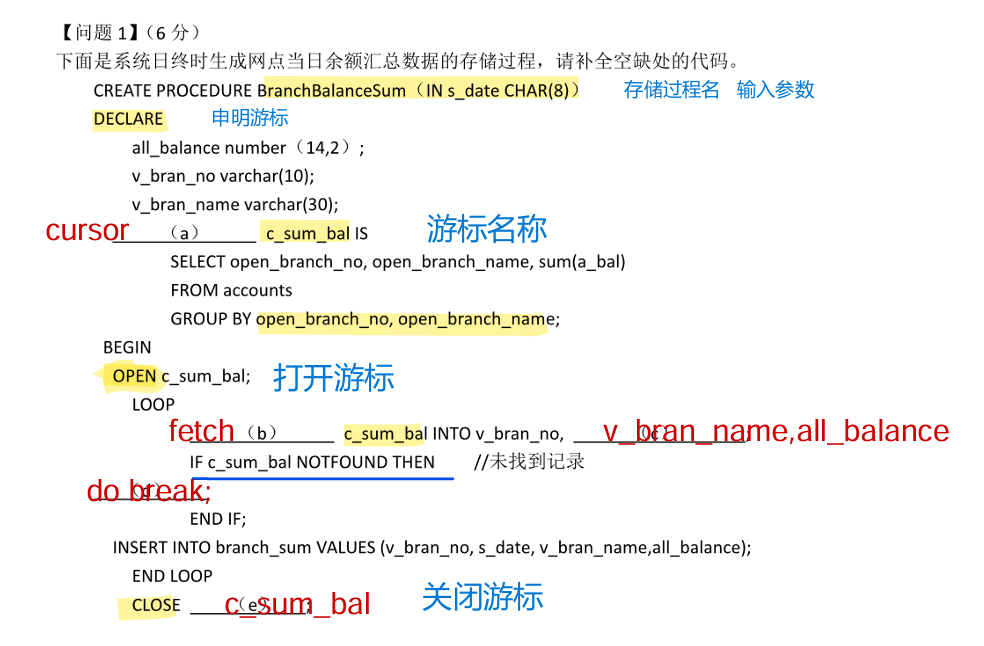 【问题 1】(6 分)
下面是系统日终时生成网点当日余额汇总数据的存储过程，请补全空缺处的代码。
CREATE PROCEDURE BranchBalanceSum（IN s_date CHAR(8)） 存储过程名 输入参数
DECLARE 申明游标
all_balance number（14,2）;
v_bran_no varchar(10);
v_bran_name varchar(30);
cursor （a） c_sum_bal IS 游标名称
SELECT open_branch_no, open_branch_name, sum(a_bal)
FROM accounts
GROUP BY open_branch_no, open_branch_name;
BEGIN
OPEN c_sum_bal; 打开游标
LOOP
fetch （b） c_sum_bal INTO v_bran_no, （c） v_bran_name,all_balance ;
IF c_sum_bal NOTFOUND THEN //未找到记录
（d） do break;
END IF;
INSERT INTO branch_sum VALUES (v_bran_no, s_date, v_bran_name,all_balance);
END LOOP
CLOSE （e） c_sum_bal ; 关闭游标